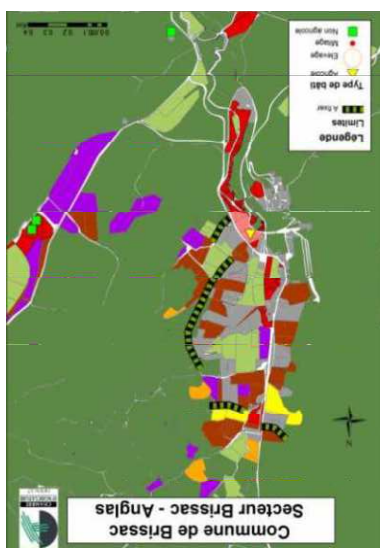 Commune de Brissac
Secteur Brissac - Anglas
N
Légende
Limites
A fixer
Type de bâti
Agricole
Elevage
Mitage
Non agricole